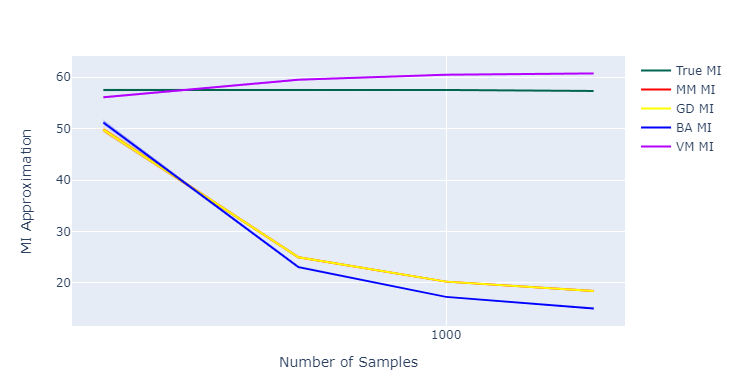 MI Approximation
60
50
40
30
20
1000
Number of Samples
True MI
MM MI
GD MI
BA MI
VM MI